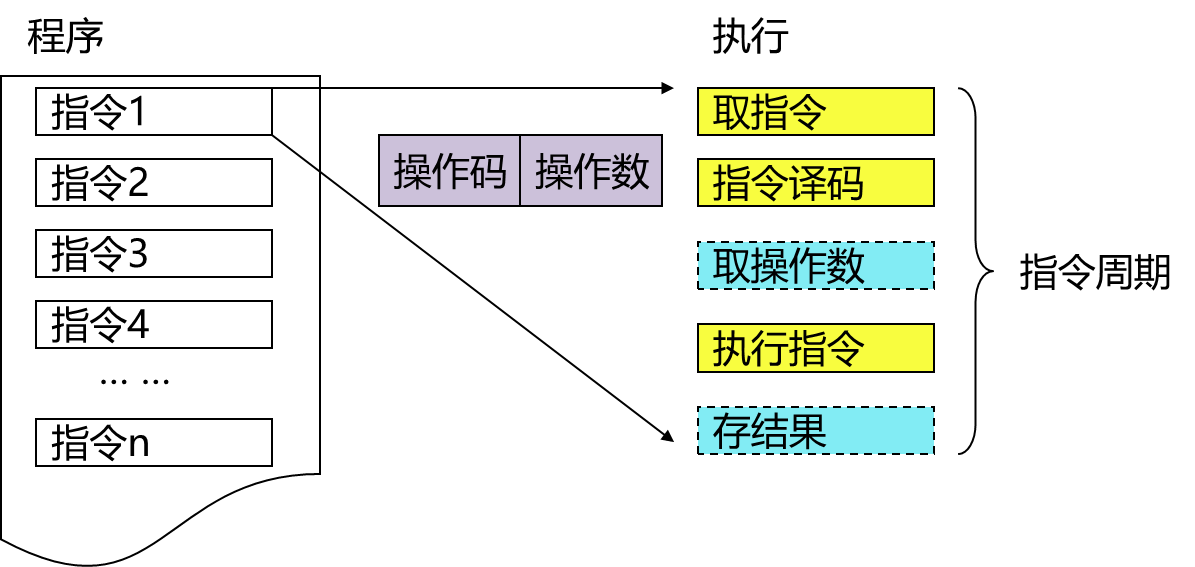 程序
指令1
指令2
指令3
指令4
... ...
指令n
操作码 操作数
执行
取指令
指令译码
取操作数
执行指令
存结果
指令周期